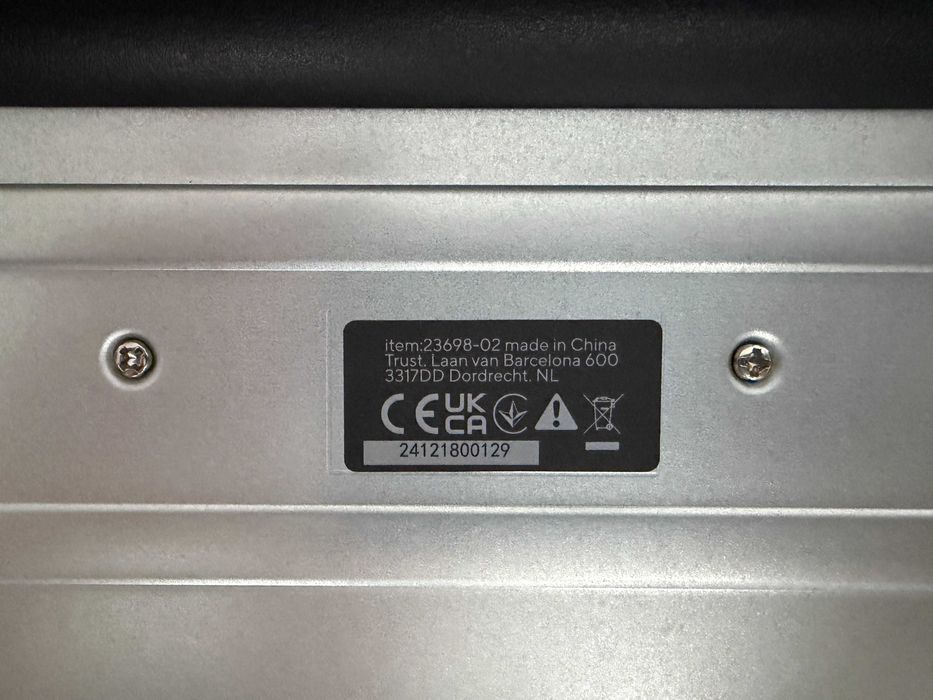 item:23698-02 made in China
Trust. Laan van Barcelona 600
3317DD Dordrecht. NL
CE UK CA
24121800129